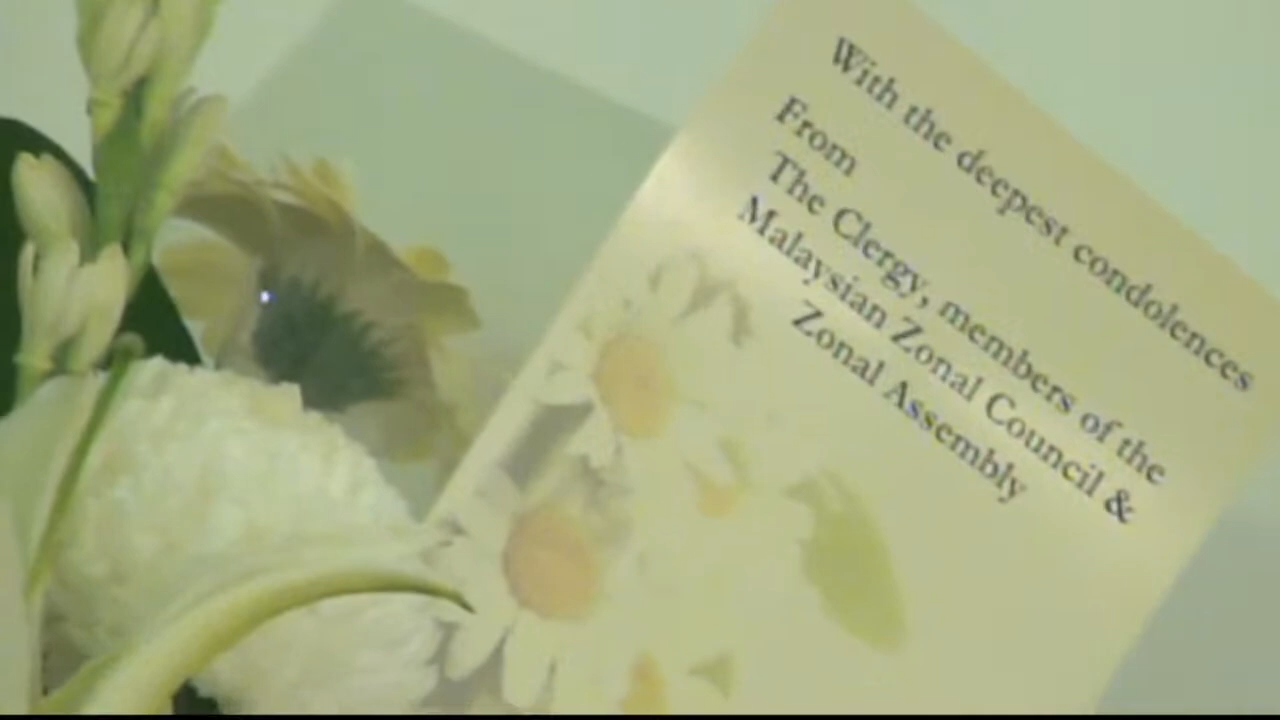 With the deepest condolences
From
The Clergy, members of the
Malaysian Zonal Council &
Zonal Assembly